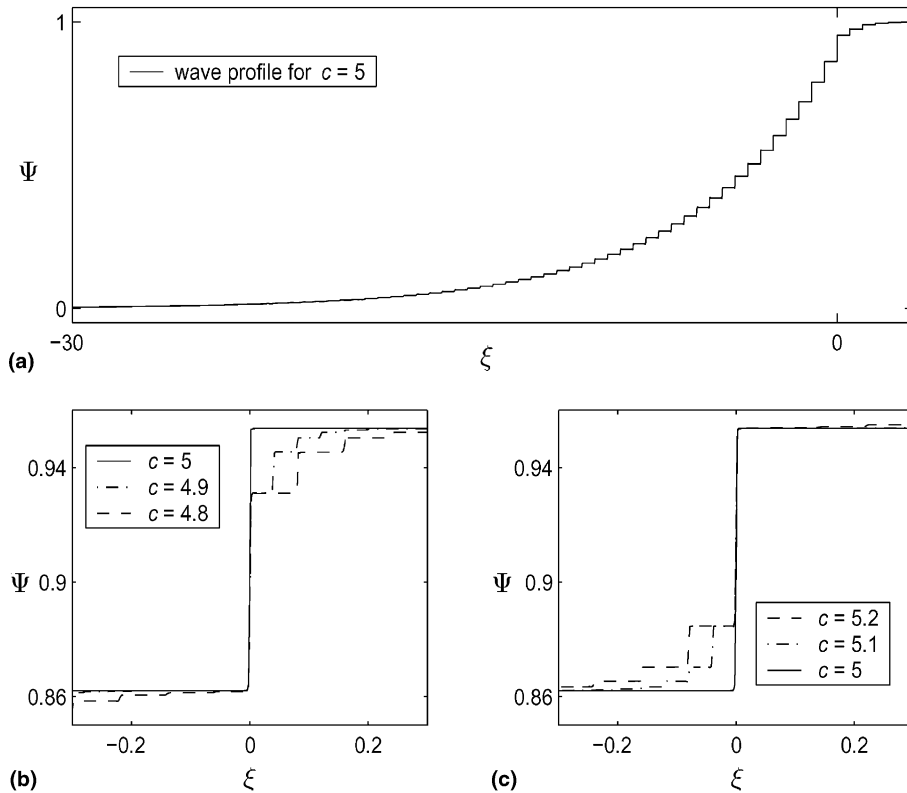 1
wave profile for c = 5
Ψ
0
−30
0
ξ
(a)
c = 5
c = 4.9
c = 4.8
0.94
Ψ
0.9
0.86
−0.2
0
0.2
ξ
(b)
0.94
Ψ
0.9
0.86
c = 5.2
c = 5.1
c = 5
−0.2
0
0.2
ξ
(c)